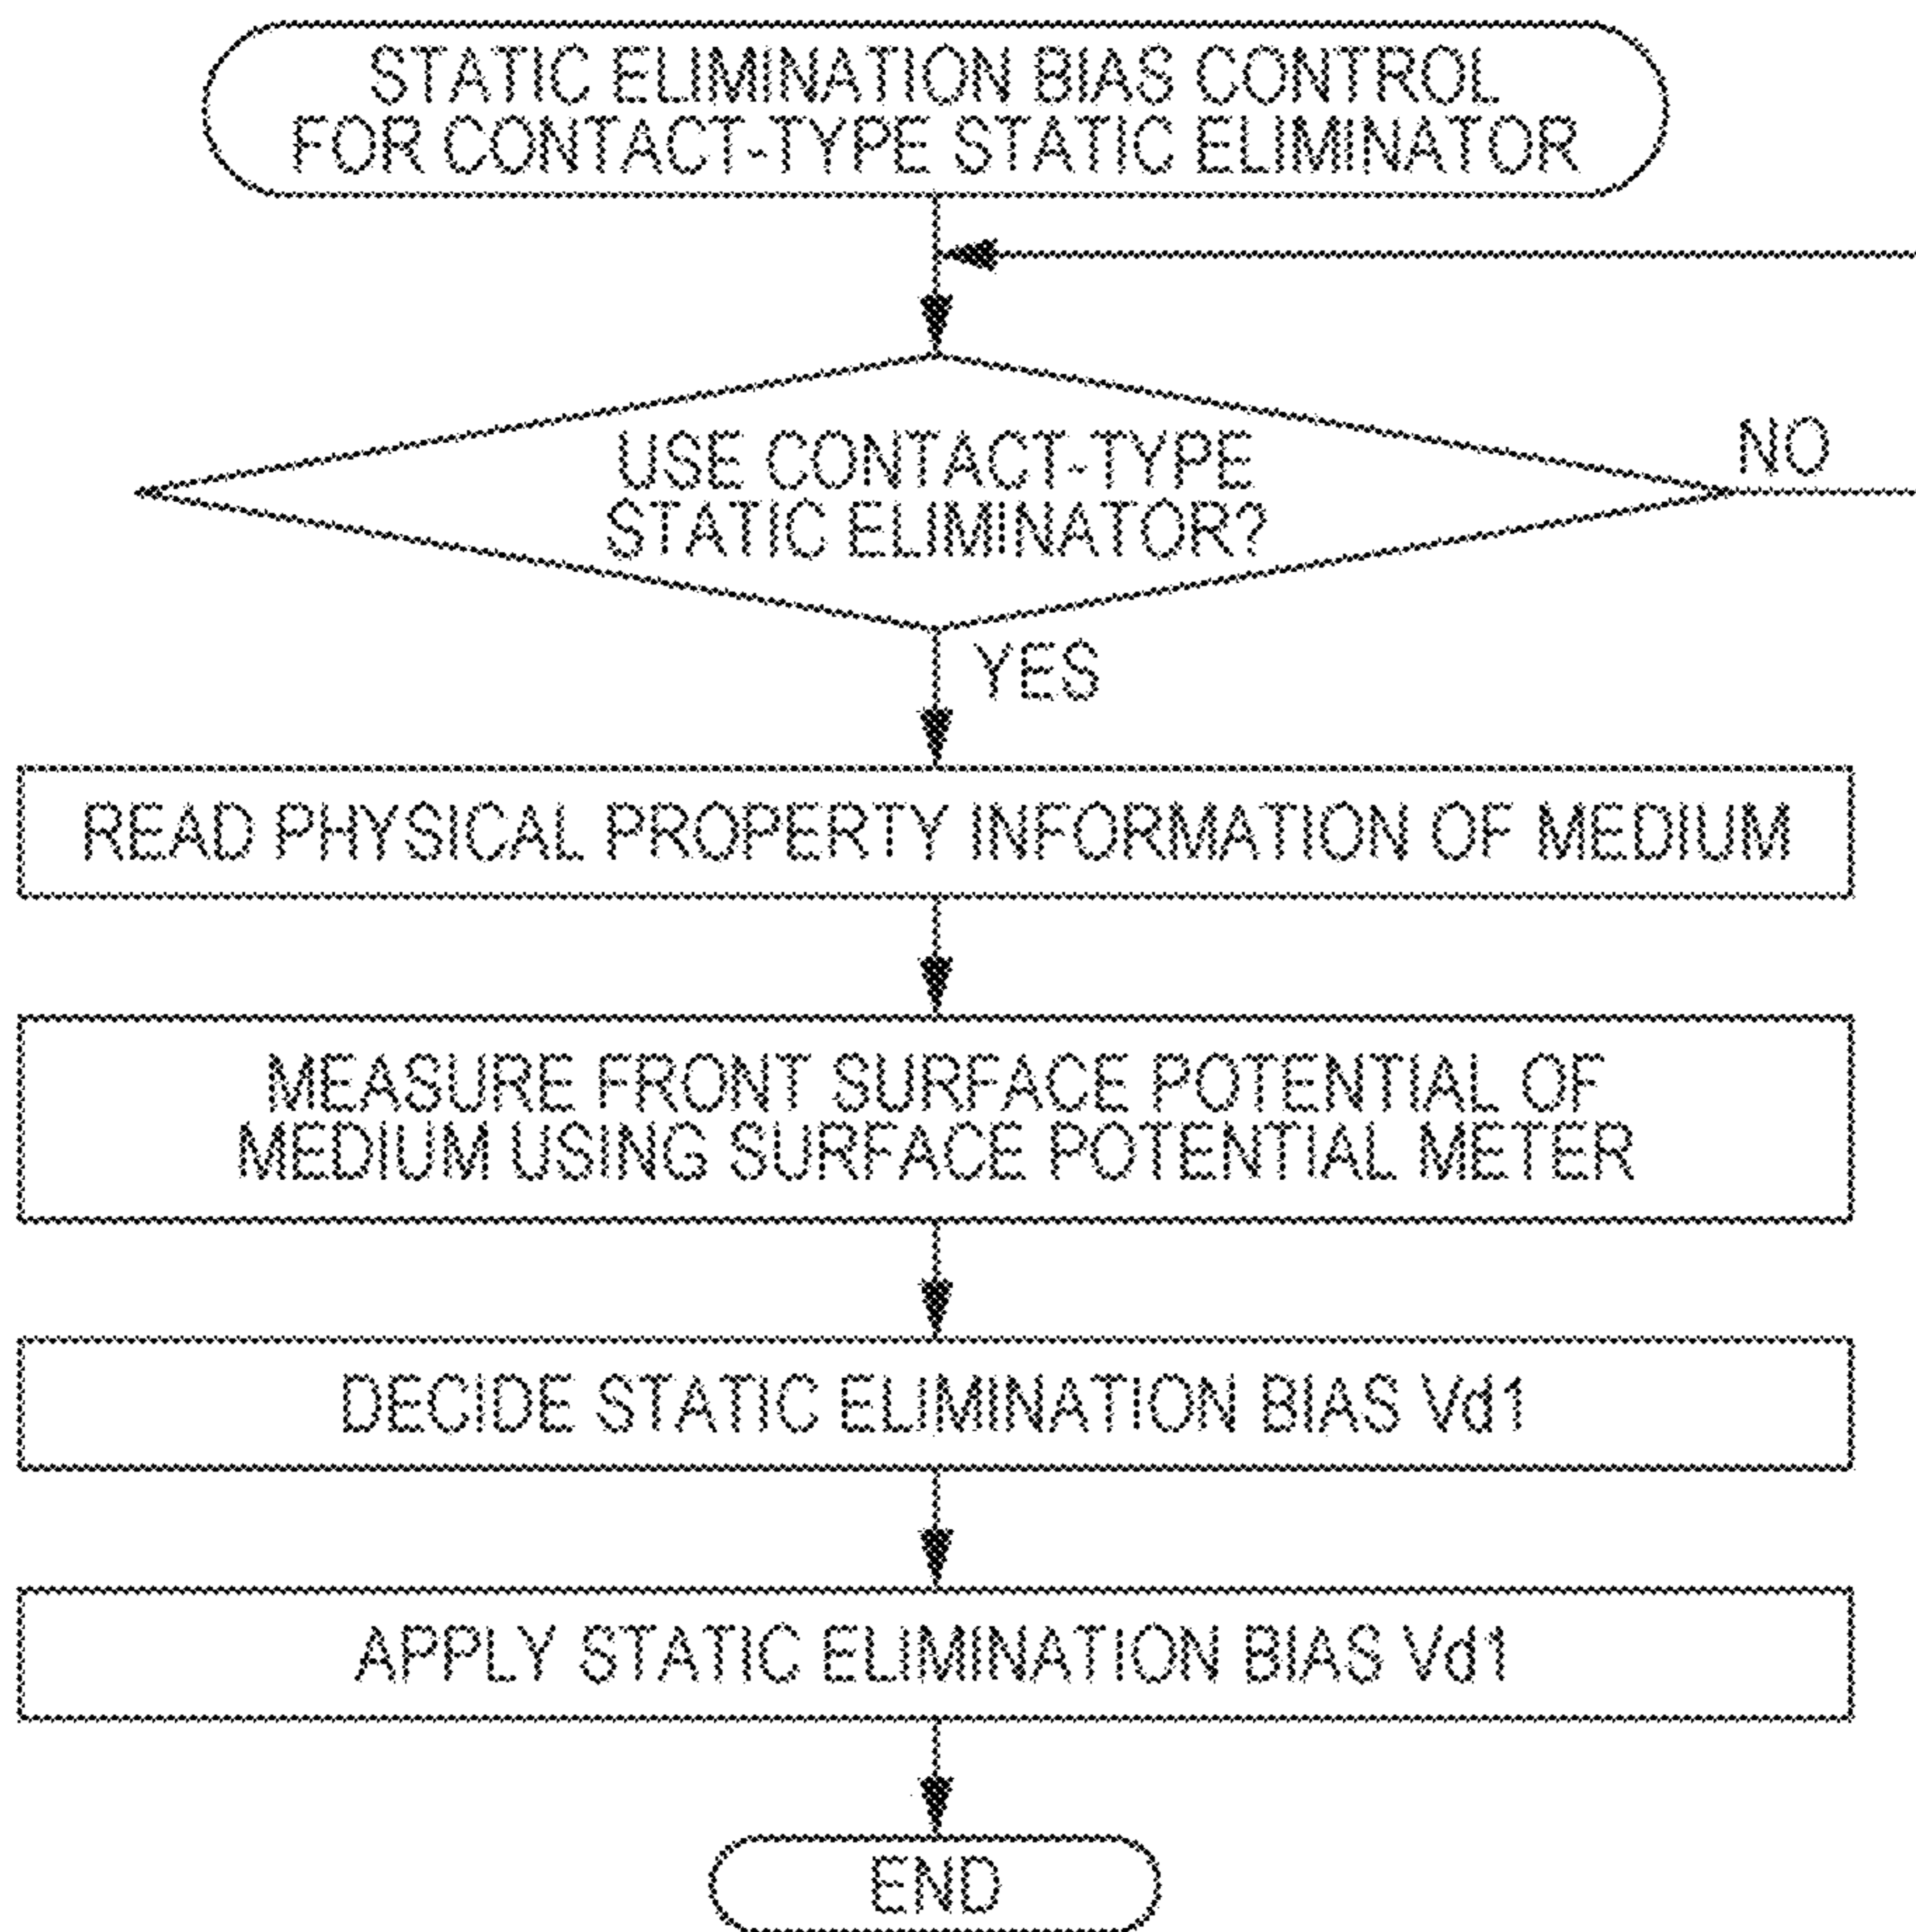 STATIC ELIMINATION BIAS CONTROL
FOR CONTACT-TYPE STATIC ELIMINATOR
USE CONTACT-TYPE
STATIC ELIMINATOR?
NO
YES
READ PHYSICAL PROPERTY INFORMATION OF MEDIUM
MEASURE FRONT SURFACE POTENTIAL OF
MEDIUM USING SURFACE POTENTIAL METER
DECIDE STATIC ELIMINATION BIAS Vd1
APPLY STATIC ELIMINATION BIAS Vd1
END